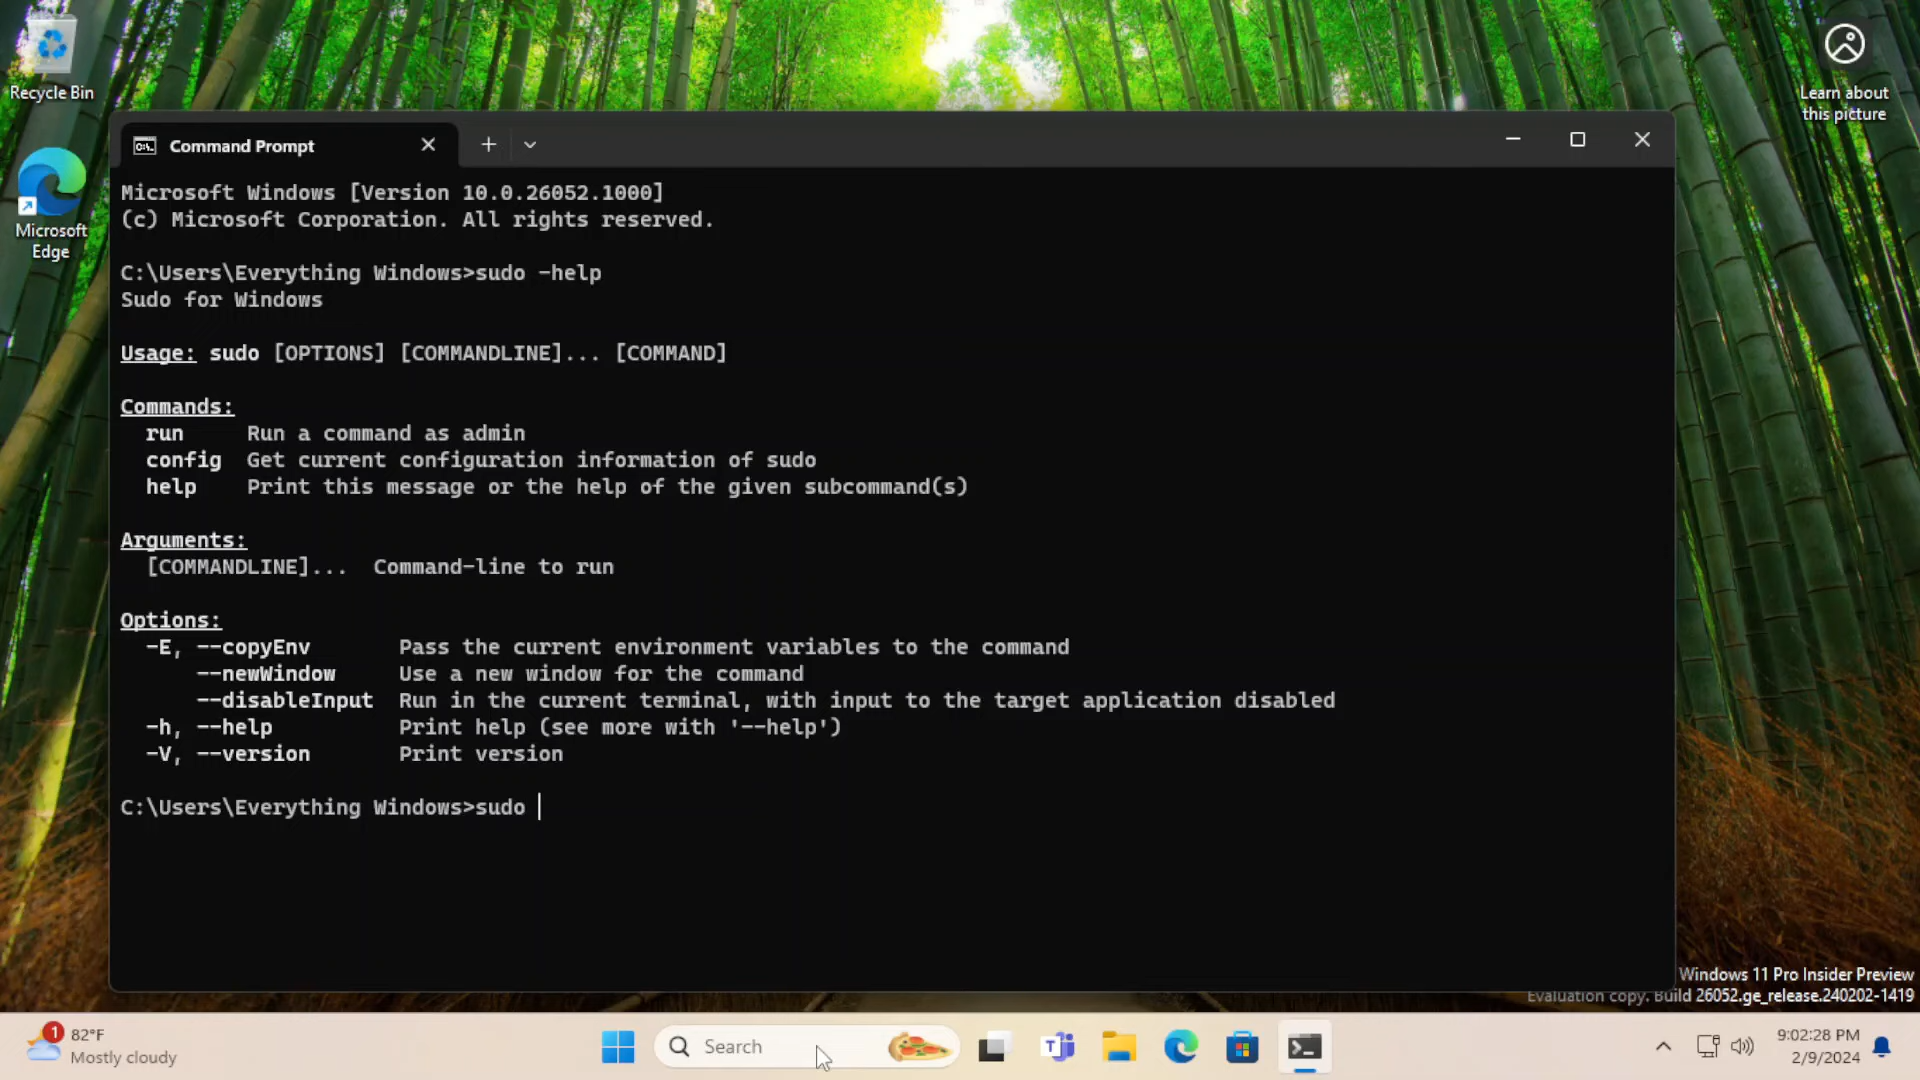 Recycle Bin
Learn about
this picture
Microsoft
Edge
Command Prompt
Microsoft Windows [Version 10.0.26052.1000]
(c) Microsoft Corporation. All rights reserved.
C:\Users\Everything Windows>sudo -help
Sudo for Windows
Usage: sudo [OPTIONS] [COMMANDLINE]... [COMMAND]
Commands:
run Run a command as admin
config Get current configuration information of sudo
help Print this message or the help of the given subcommand(s)
Arguments:
[COMMANDLINE]... Command-line to run
Options:
-E, --copyEnv Pass the current environment variables to the command
--newWindow Use a new window for the command
--disableInput Run in the current terminal, with input to the target application disabled
-h, --help Print help (see more with '--help')
-V, --version Print version
C:\Users\Everything Windows>sudo
Windows 11 Pro Insider Preview
Evaluation copy. Build 26052.ge_release.240202-1419
1
82°F
Mostly cloudy
Search
9:02:28 PM
2/9/2024